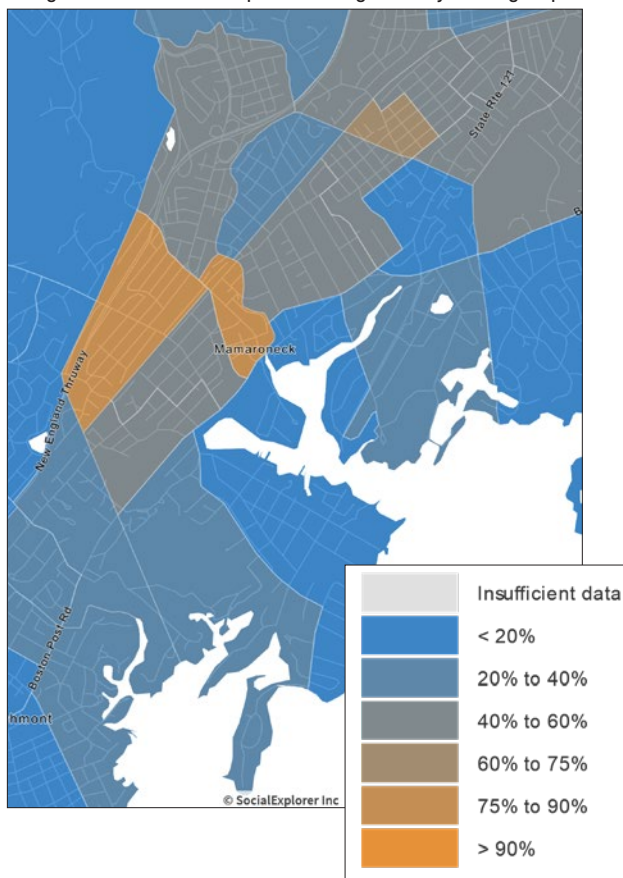 State Rte 121
B
Mamaroneck
New England Thruway
Boston Post Rd
hmont
© SocialExplorer Inc
Insufficient data
< 20%
20% to 40%
40% to 60%
60% to 75%
75% to 90%
> 90%